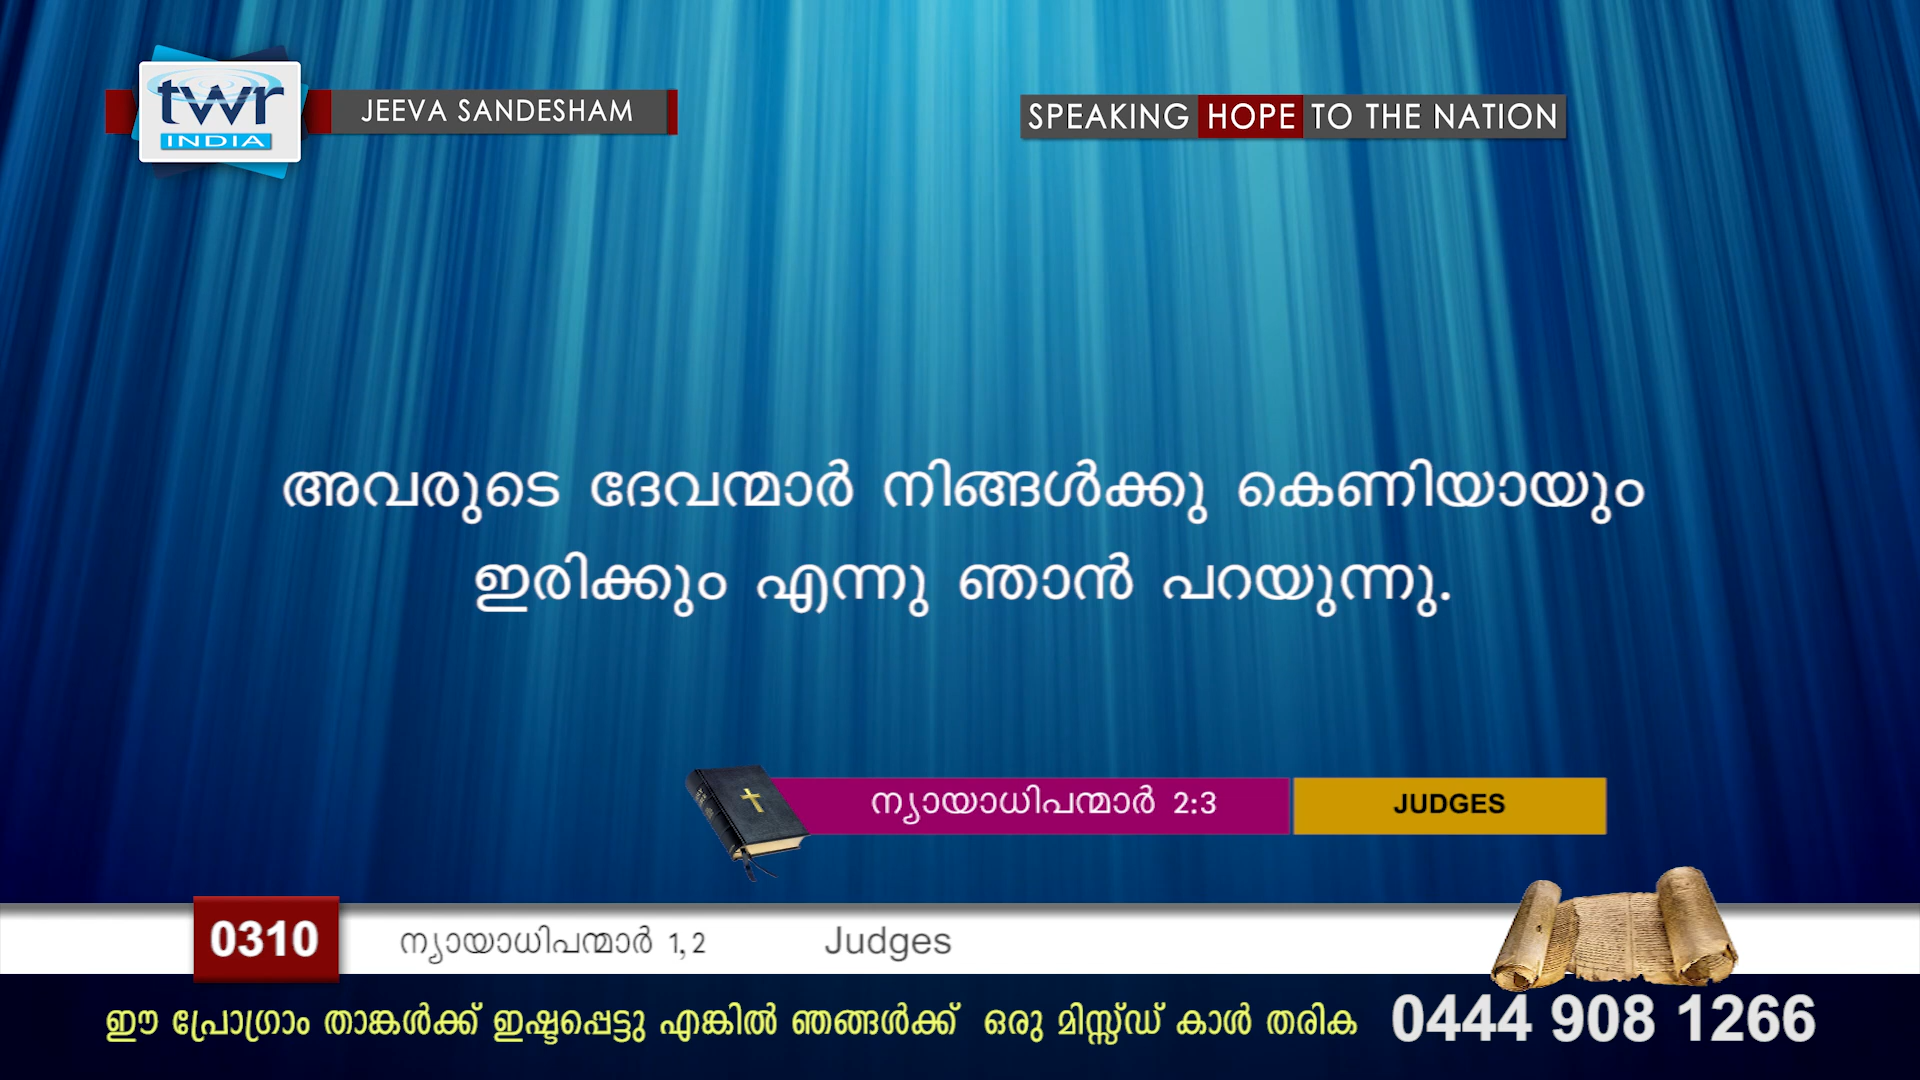 twr
INDIA
JEEVA SANDESHAM
SPEAKING HOPE TO THE NATION
അവരുടെ ദേവന്മാർ നിങ്ങൾക്കു കെണിയായും
ഇരിക്കും എന്നു ഞാൻ പറയുന്നു.
ന്യായാധിപന്മാർ 2:3
JUDGES
0310
ന്യായാധിപന്മാർ 1,2
Judges
ഈ പ്രോഗ്രാം താങ്കൾക്ക് ഇഷ്ടപ്പെട്ടു എങ്കിൽ ഞങ്ങൾക്ക് ഒരു മിസ്സ്ഡ് കാൾ തരിക
0444 908 1266